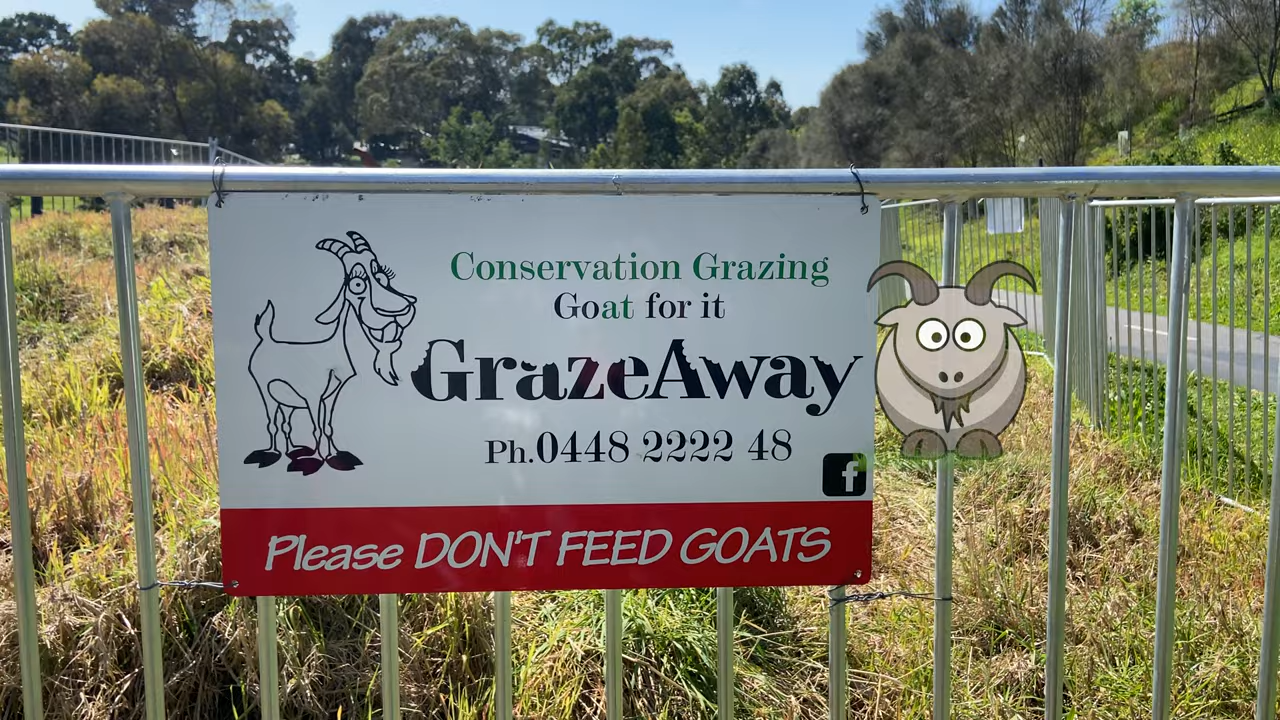 Conservation Grazing
Goat for it
GrazeAway
Ph.0448 2222 48
f
Please DON'T FEED GOATS